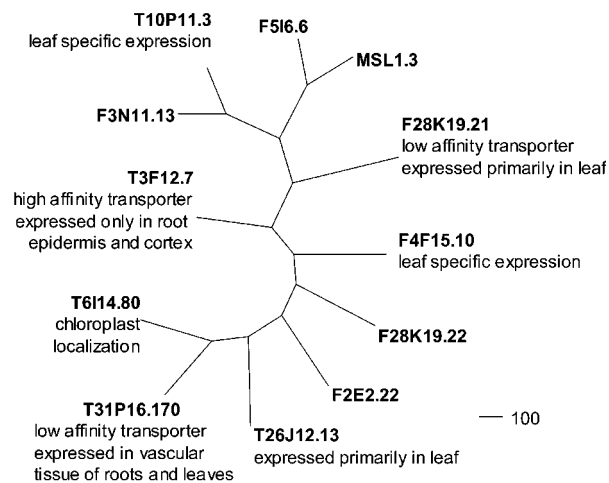 T10P11.3
leaf specific expression
F5I6.6
MSL1.3
F3N11.13
F28K19.21
low affinity transporter
expressed primarily in leaf
T3F12.7
high affinity transporter
expressed only in root
epidermis and cortex
F4F15.10
leaf specific expression
T6I14.80
chloroplast
localization
F28K19.22
F2E2.22
T31P16.170
low affinity transporter
expressed in vascular
tissue of roots and leaves
T26J12.13
expressed primarily in leaf
100